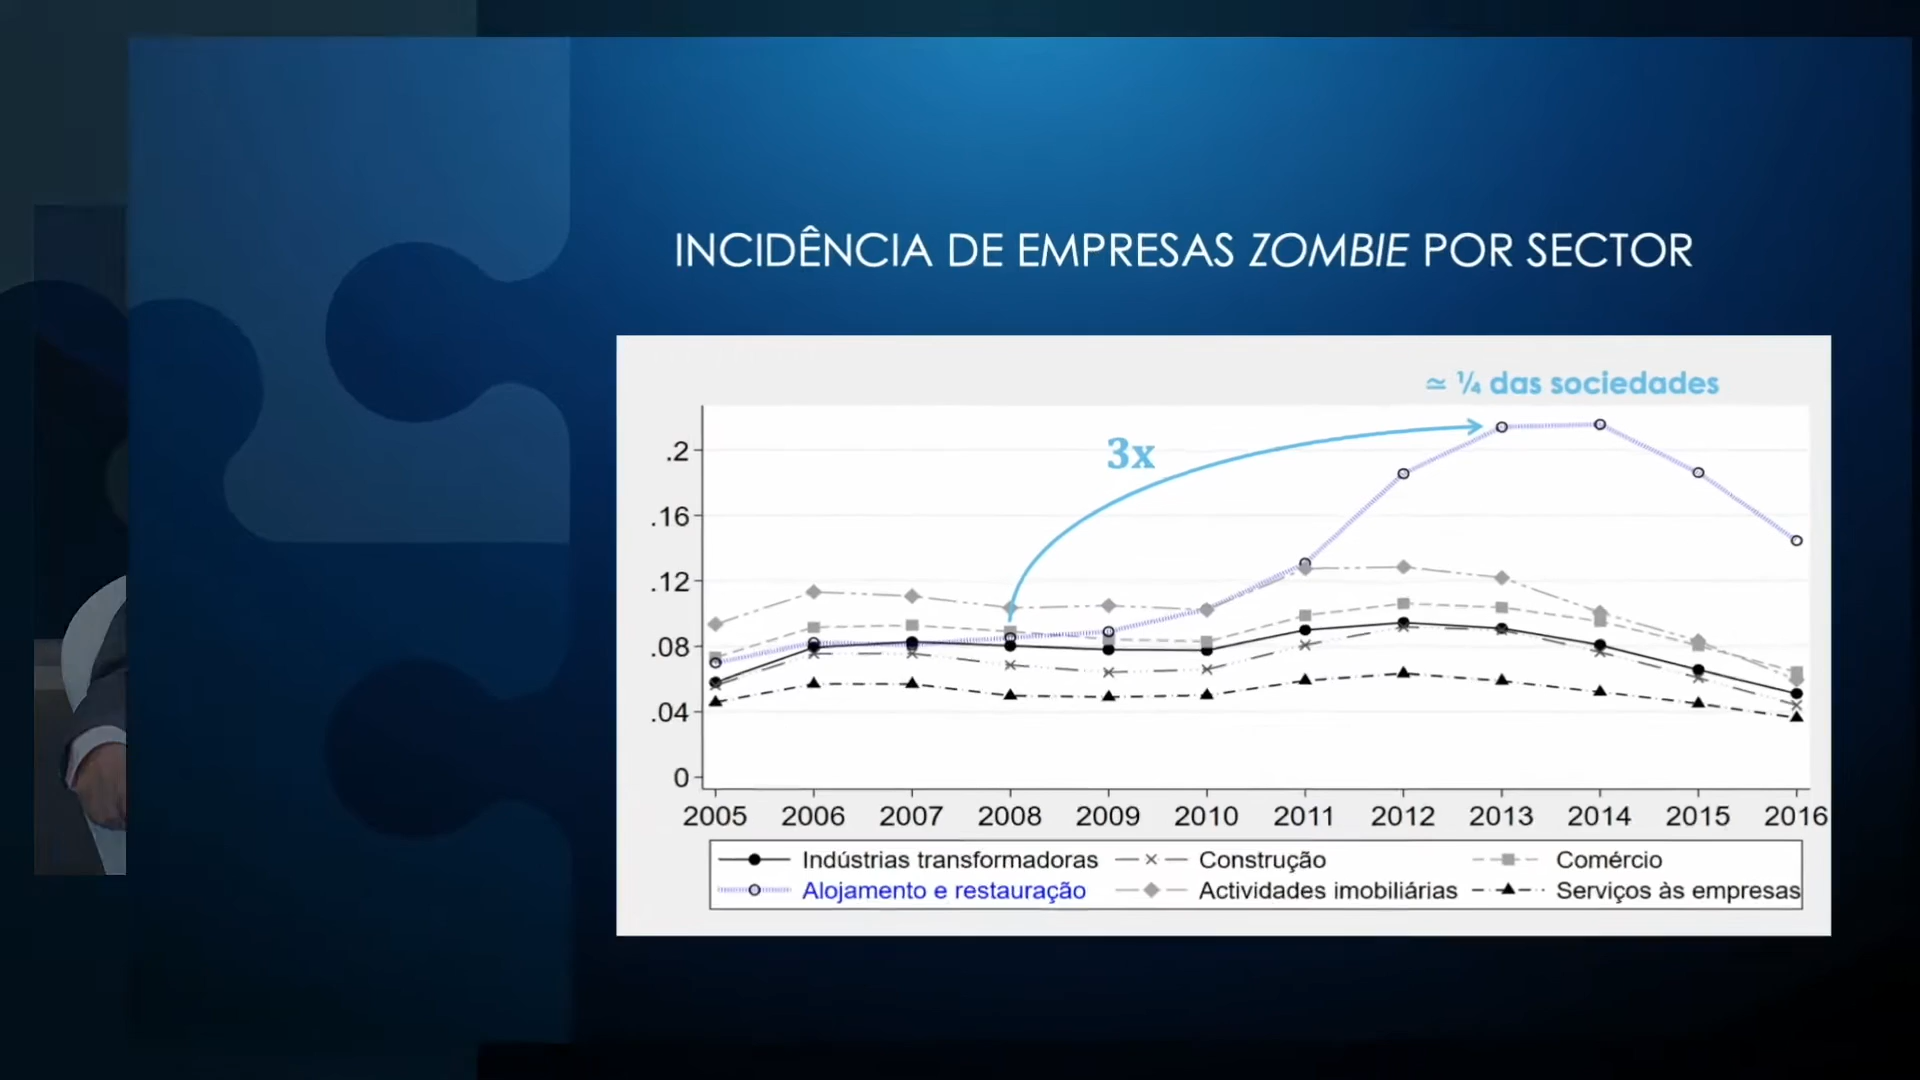 INCIDÊNCIA DE EMPRESAS ZOMBIE POR SECTOR
≃ ¼ das sociedades
3x
.2
.16
.12
.08
.04
0
2005 2006 2007 2008 2009 2010 2011 2012 2013 2014 2015 2016
Indústrias transformadoras Construção Comércio
Alojamento e restauração Actividades imobiliárias Serviços às empresas